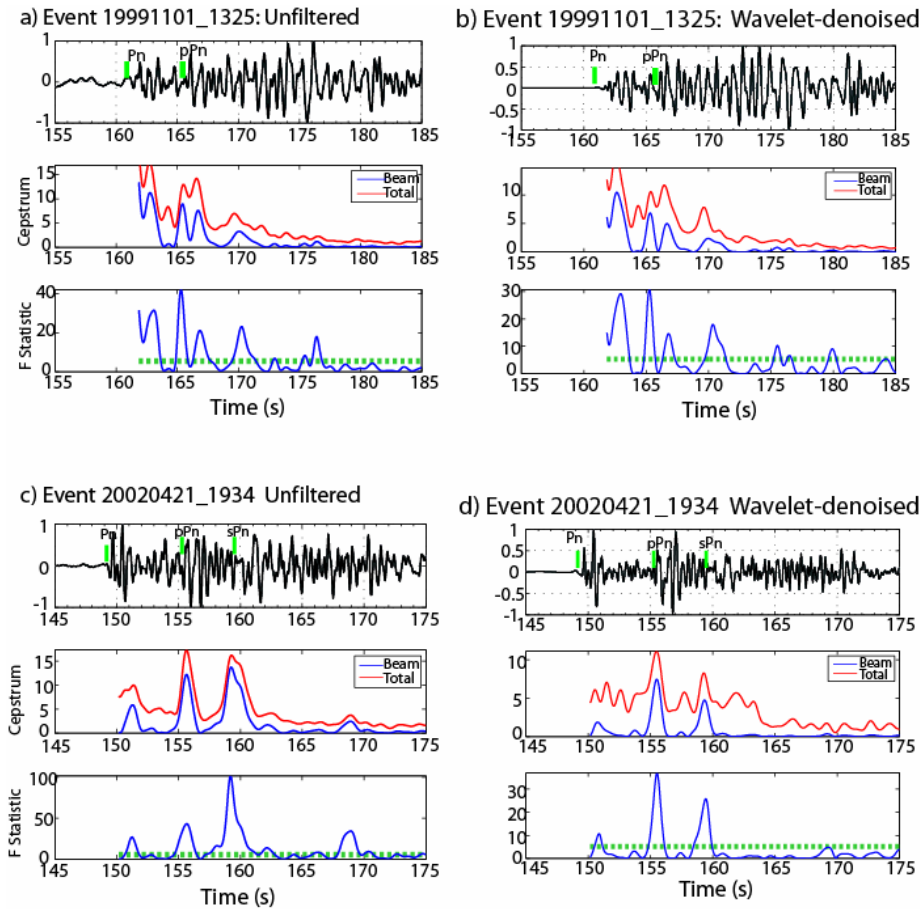 a) Event 19991101_1325: Unfiltered
1
0
-1
Pn
pPn
155 160 165 170 175 180 185
Cepstrum
15
10
5
0
Beam
Total
155 160 165 170 175 180 185
F Statistic
40
20
0
155 160 165 170 175 180 185
Time (s)
b) Event 19991101_1325: Wavelet-denoised
1
0.5
0
-0.5
-1
Pn
pPn
155 160 165 170 175 180 185
10
5
0
Beam
Total
155 160 165 170 175 180 185
30
20
10
0
155 160 165 170 175 180 185
Time (s)
c) Event 20020421_1934 Unfiltered
1
0
-1
Pn
pPn
sPn
145 150 155 160 165 170 175
Cepstrum
15
10
5
0
Beam
Total
145 150 155 160 165 170 175
F Statistic
100
50
0
145 150 155 160 165 170 175
Time (s)
d) Event 20020421_1934 Wavelet-denoised
1
0.5
0
-0.5
-1
Pn
pPn
sPn
145 150 155 160 165 170 175
10
5
0
Beam
Total
145 150 155 160 165 170 175
30
20
10
0
145 150 155 160 165 170 175
Time (s)